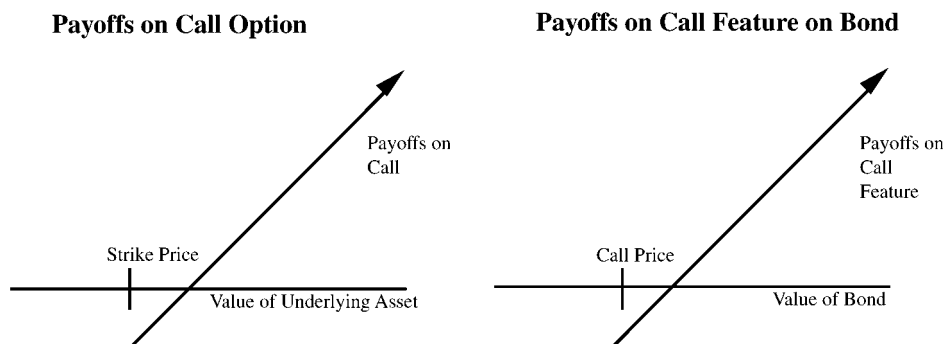 Payoffs on Call Option
Payoffs on Call
Strike Price
Value of Underlying Asset
Payoffs on Call Feature on Bond
Payoffs on
Call
Feature
Call Price
Value of Bond